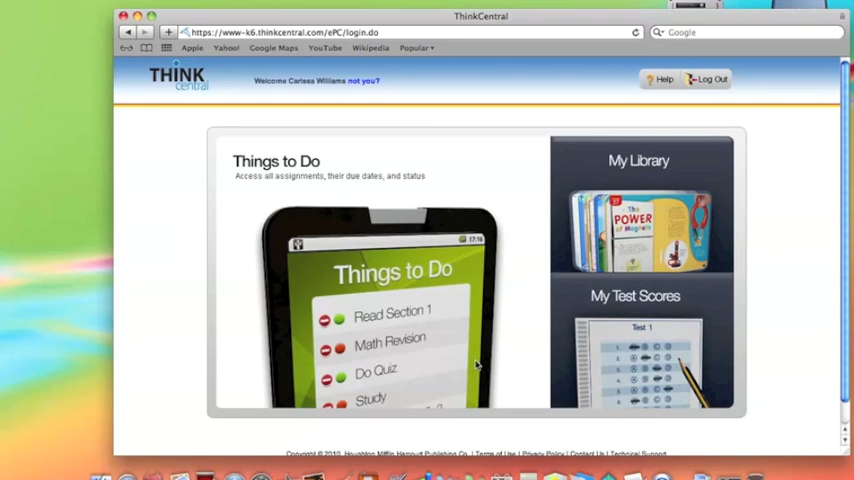 ThinkCentral
https://www-k6.thinkcentral.com/ePC/login.do
Google
Apple Yahoo! Google Maps YouTube Wikipedia Popular
THINK central
Welcome Carissa Williams not you?
Help Log Out
Things to Do
Access all assignments, their due dates, and status
17:16
Things to Do
Read Section 1
Math Revision
Do Quiz
Study
My Library
The POWER of Magnets
My Test Scores
Test 1
Copyright © 2010, Houghton Mifflin Harcourt Publishing Co. | Terms of Use | Privacy Policy | Contact Us | Technical Support